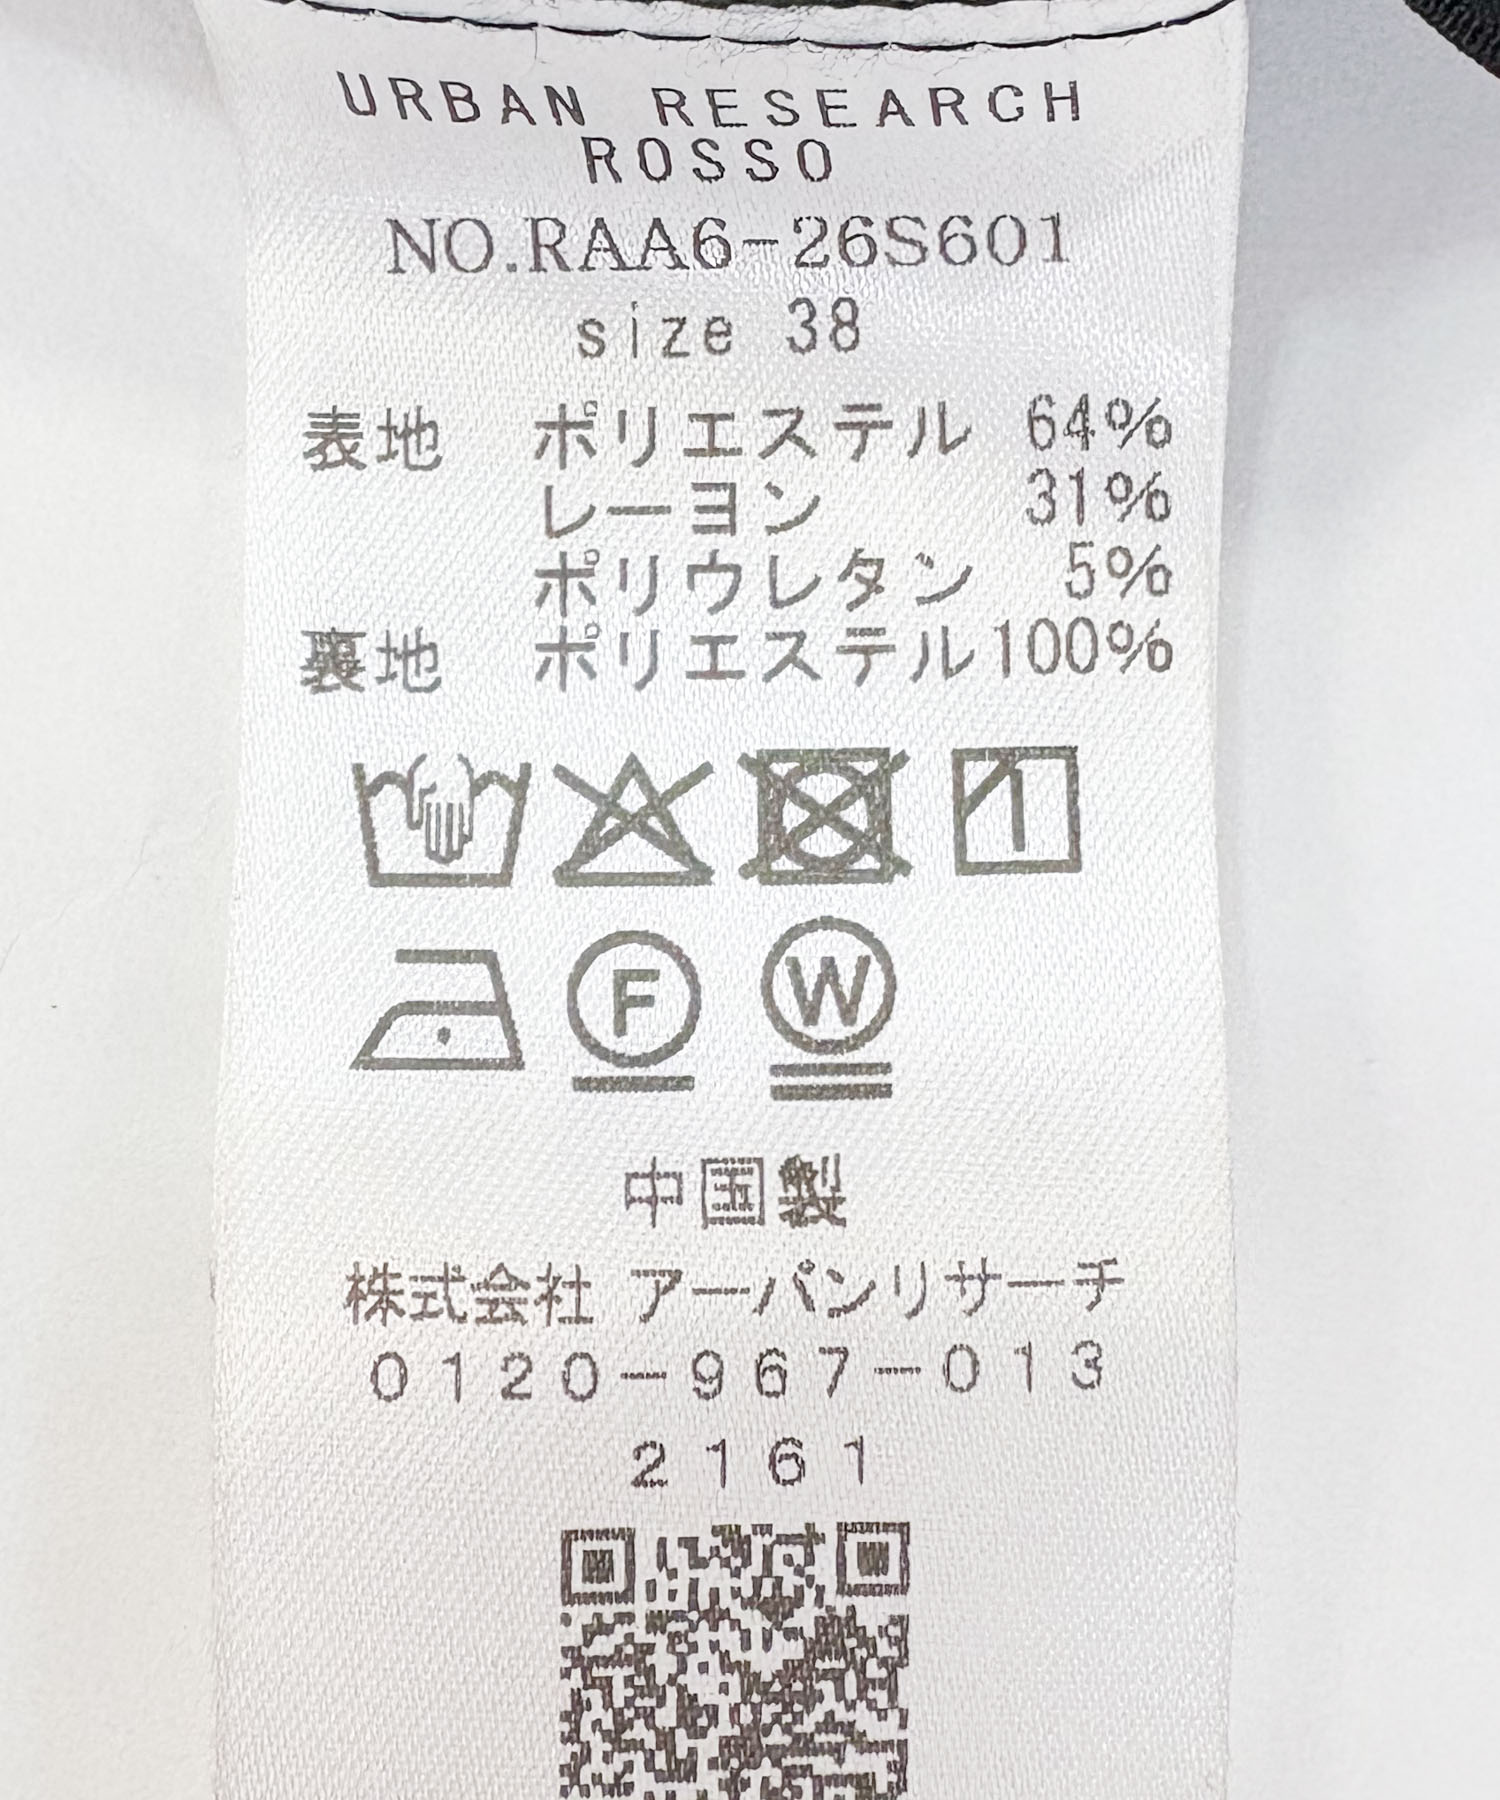 URBAN RESEARCH
ROSSO
NO.RAA6-26S601
size 38
表地 ポリエステル 64%
レーヨン 31%
ポリウレタン 5%
裏地 ポリエステル100%
F W
中国製
株式会社 アーバンリサーチ
0120-967-013
2161